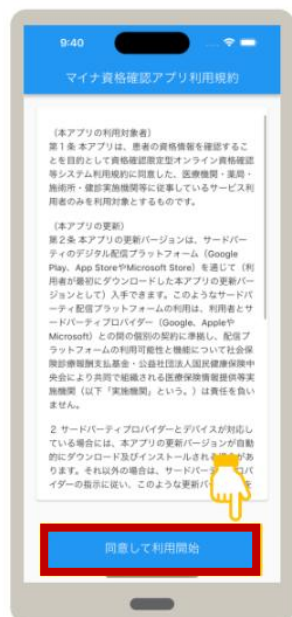 9:40
マイナ資格確認アプリ利用規約
（本アプリの利用対象者）
第1条 本アプリは、患者の資格情報を確認するこ
とを目的として資格確認限定型オンライン資格確認
等システム利用規約に同意した、医療機関・薬局・
施術所・健診実施機関等に従事しているサービス利
用者のみを利用対象とするものです。
（本アプリの更新）
第2条 本アプリの更新バージョンは、サードパー
ティのデジタル配信プラットフォーム（Google
Play、App StoreやMicrosoft Store）を通じて（利
用者が最初にダウンロードした本アプリの更新バー
ジョンとして）入手できます。このようなサードパ
ーティ配信プラットフォームの利用は、利用者とサ
ードパーティプロバイダー（Google、Appleや
Microsoft）との間の個別の契約に準拠し、配信プ
ラットフォームの利用可能性と機能について社会保
険診療報酬支払基金・公益社団法人国民健康保険中
央会により共同で組織される医療保険情報提供等実
施機関（以下「実施機関」という。）は責任を負い
ません。
2 サードパーティプロバイダーとデバイスが対応し
ている場合には、本アプリの更新バージョンが自動
的にダウンロード及びインストールされる
ります。それ以外の場合は、サードパー
イダーの指示に従い、このような更新バ
同意して利用開始